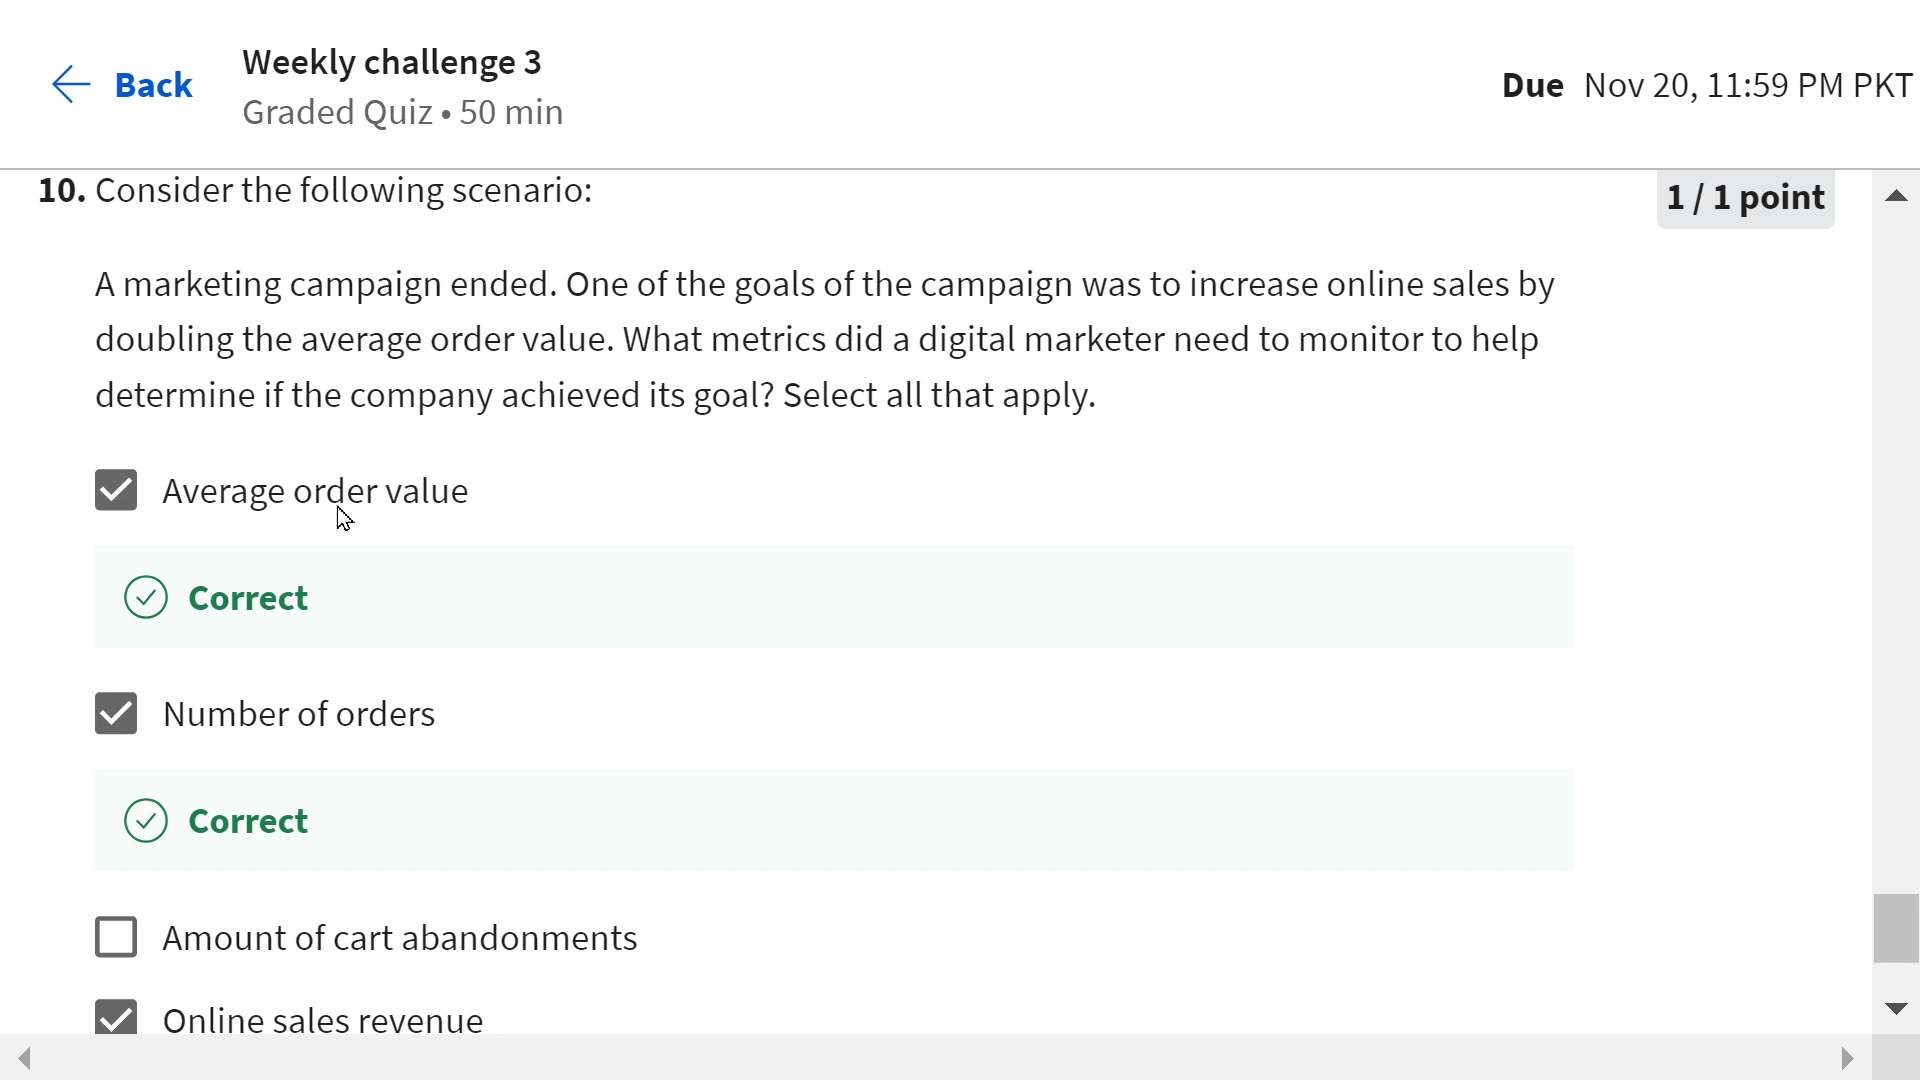 Back
Weekly challenge 3
Graded Quiz • 50 min
Due Nov 20, 11:59 PM PKT
10. Consider the following scenario:
1 / 1 point
A marketing campaign ended. One of the goals of the campaign was to increase online sales by
doubling the average order value. What metrics did a digital marketer need to monitor to help
determine if the company achieved its goal? Select all that apply.
Average order value
Correct
Number of orders
Correct
Amount of cart abandonments
Online sales revenue